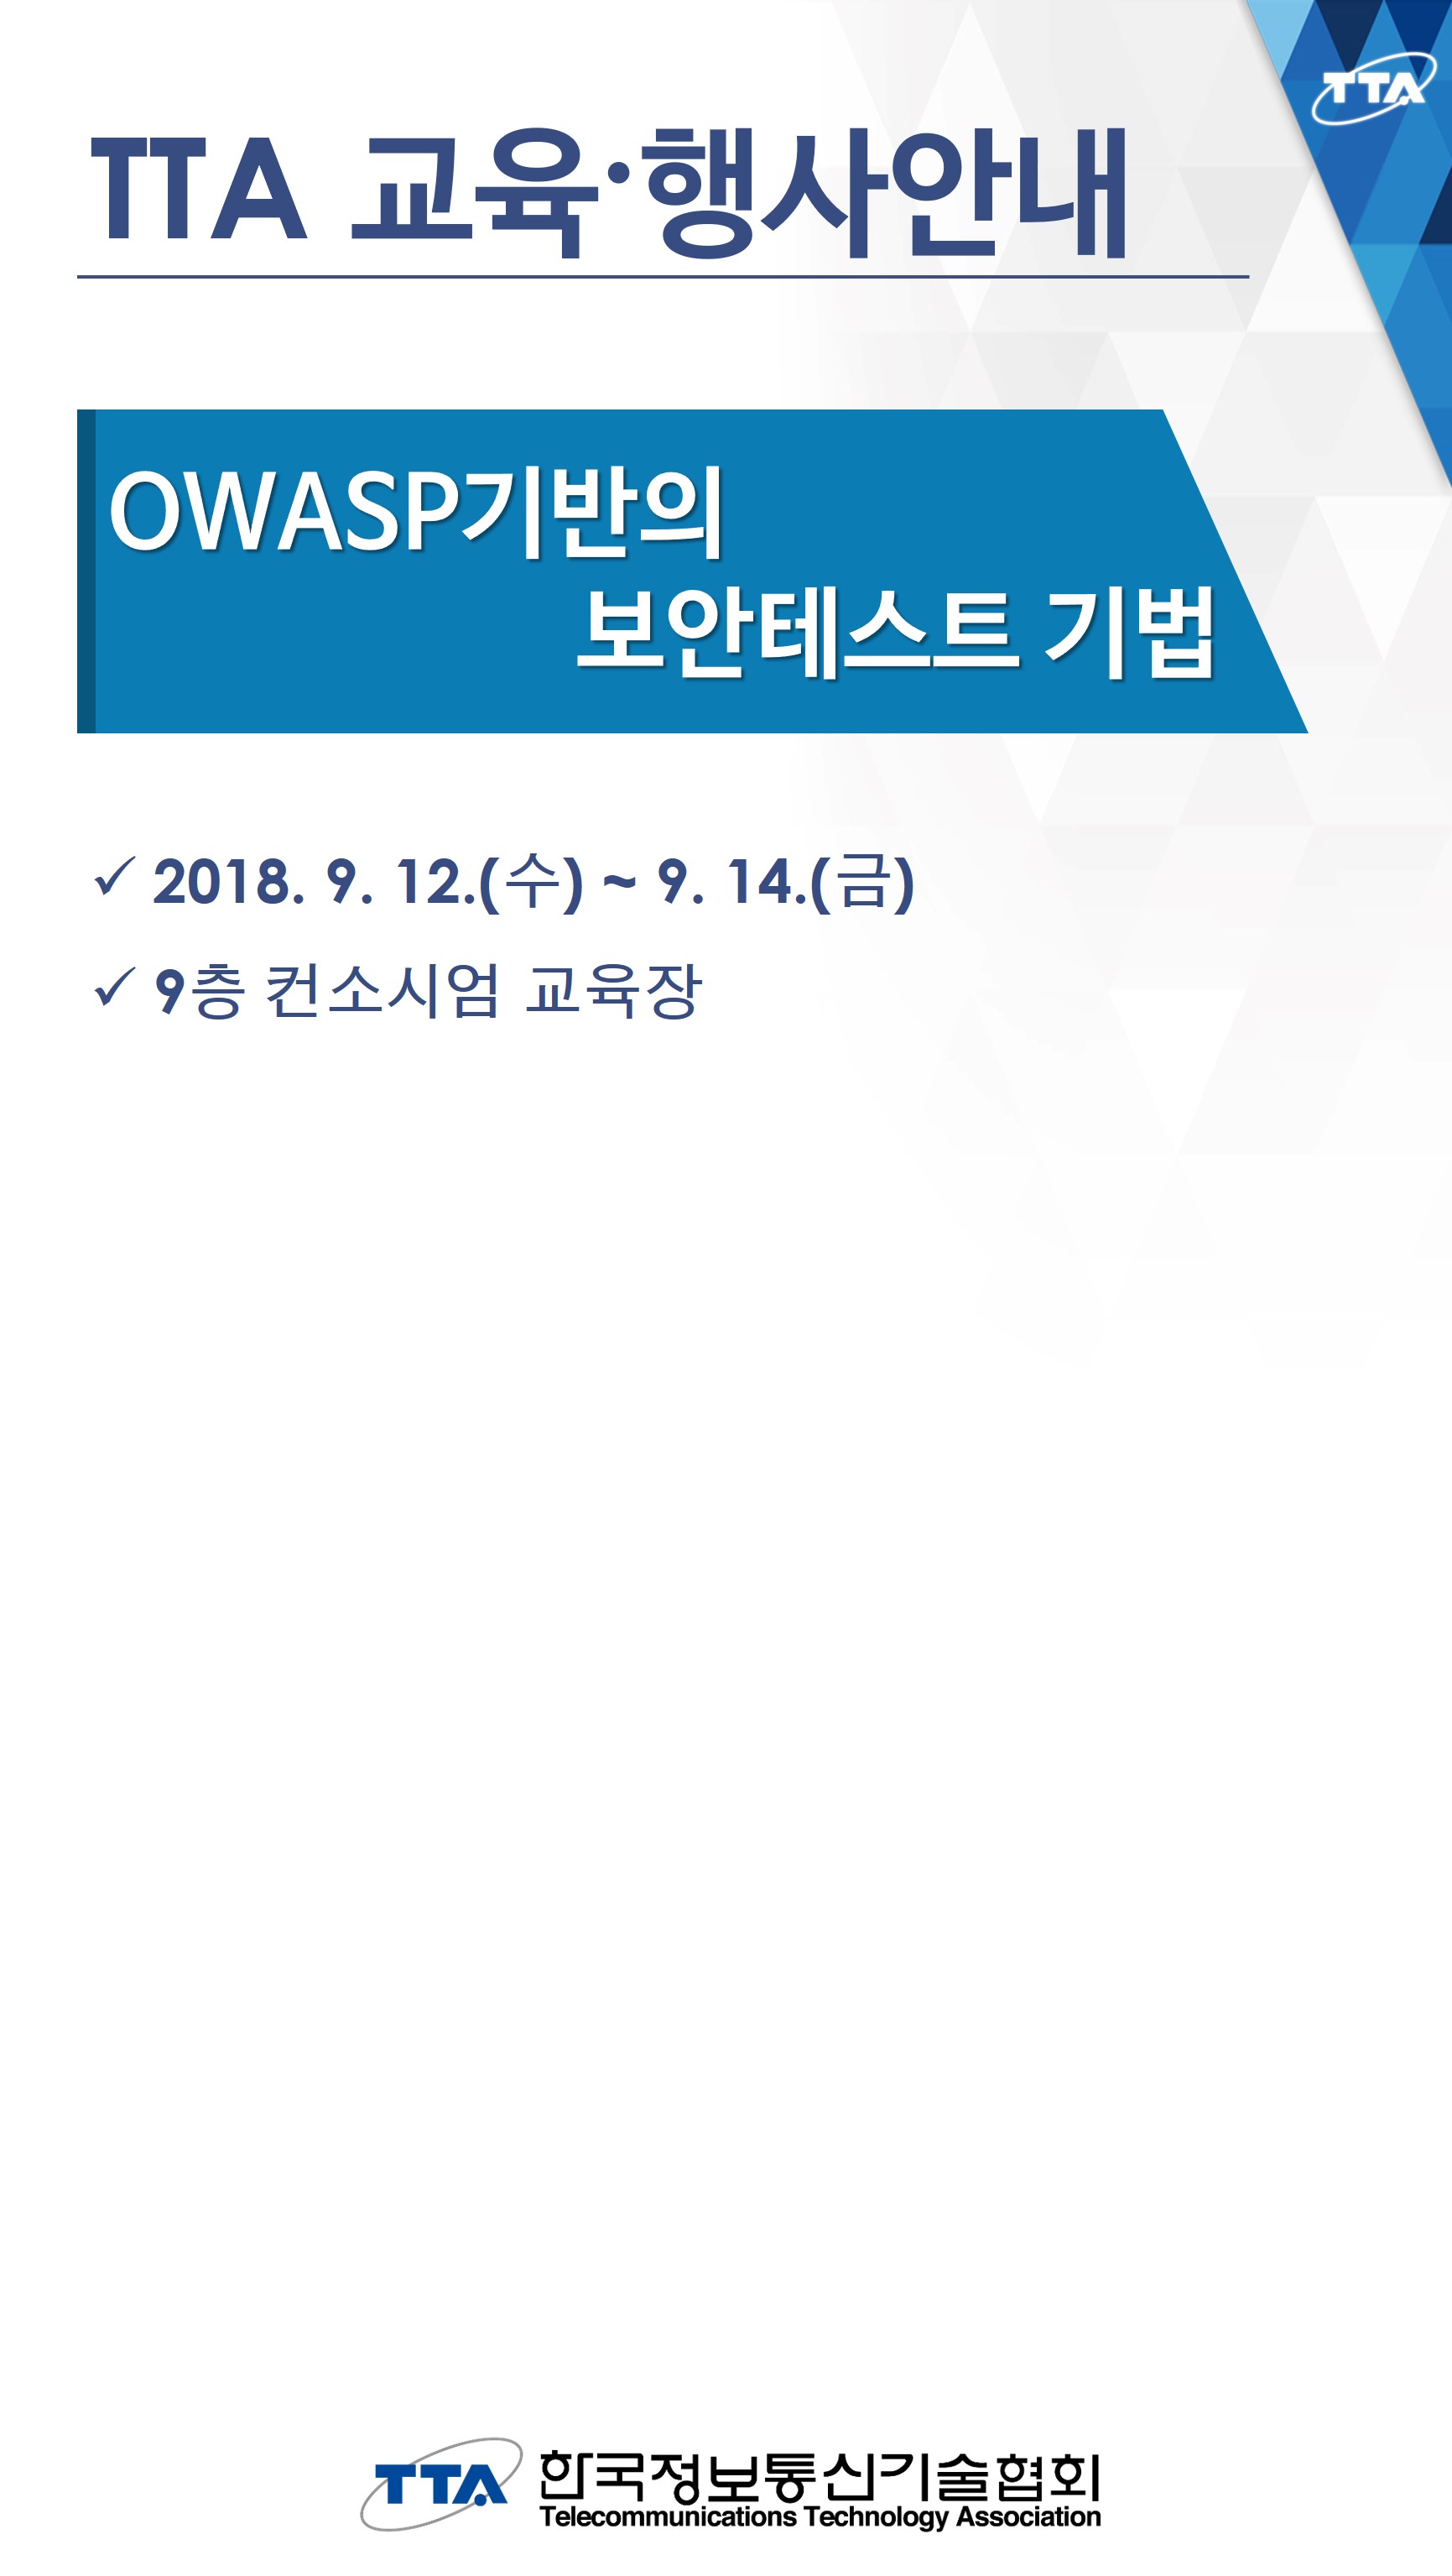 TTA
TTA 교육·행사안내
OWASP기반의
보안테스트 기법
✓ 2018. 9. 12.(수) ~ 9. 14.(금)
✓ 9층 컨소시엄 교육장
TTA 한국정보통신기술협회
Telecommunications Technology Association